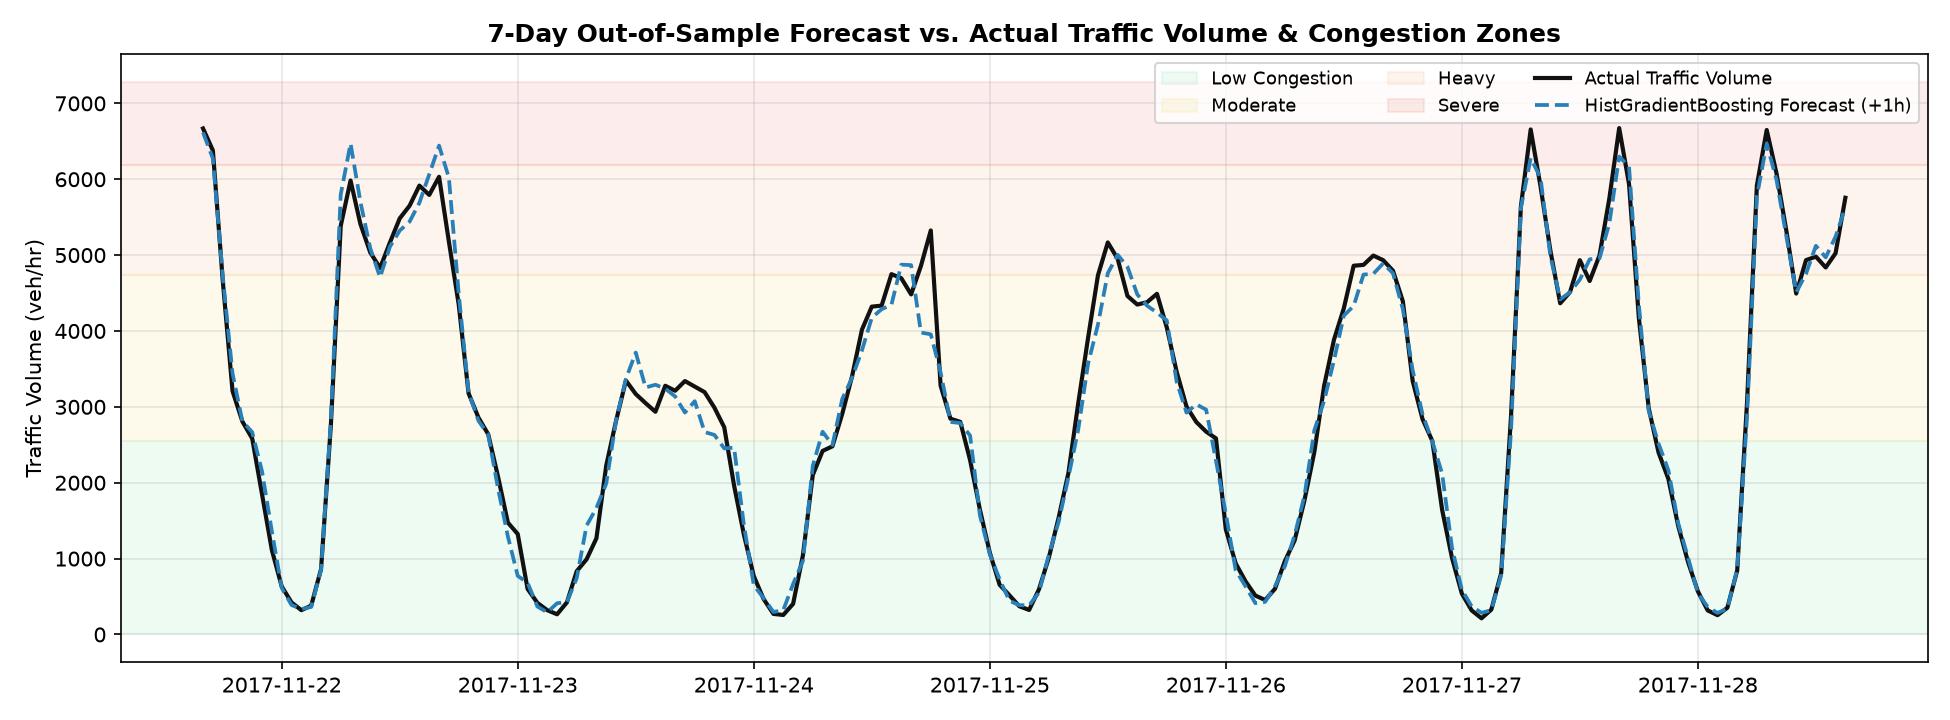 7-Day Out-of-Sample Forecast vs. Actual Traffic Volume & Congestion Zones
Low Congestion
Moderate
Heavy
Severe
Actual Traffic Volume
HistGradientBoosting Forecast (+1h)
Traffic Volume (veh/hr)
7000
6000
5000
4000
3000
2000
1000
0
2017-11-22
2017-11-23
2017-11-24
2017-11-25
2017-11-26
2017-11-27
2017-11-28